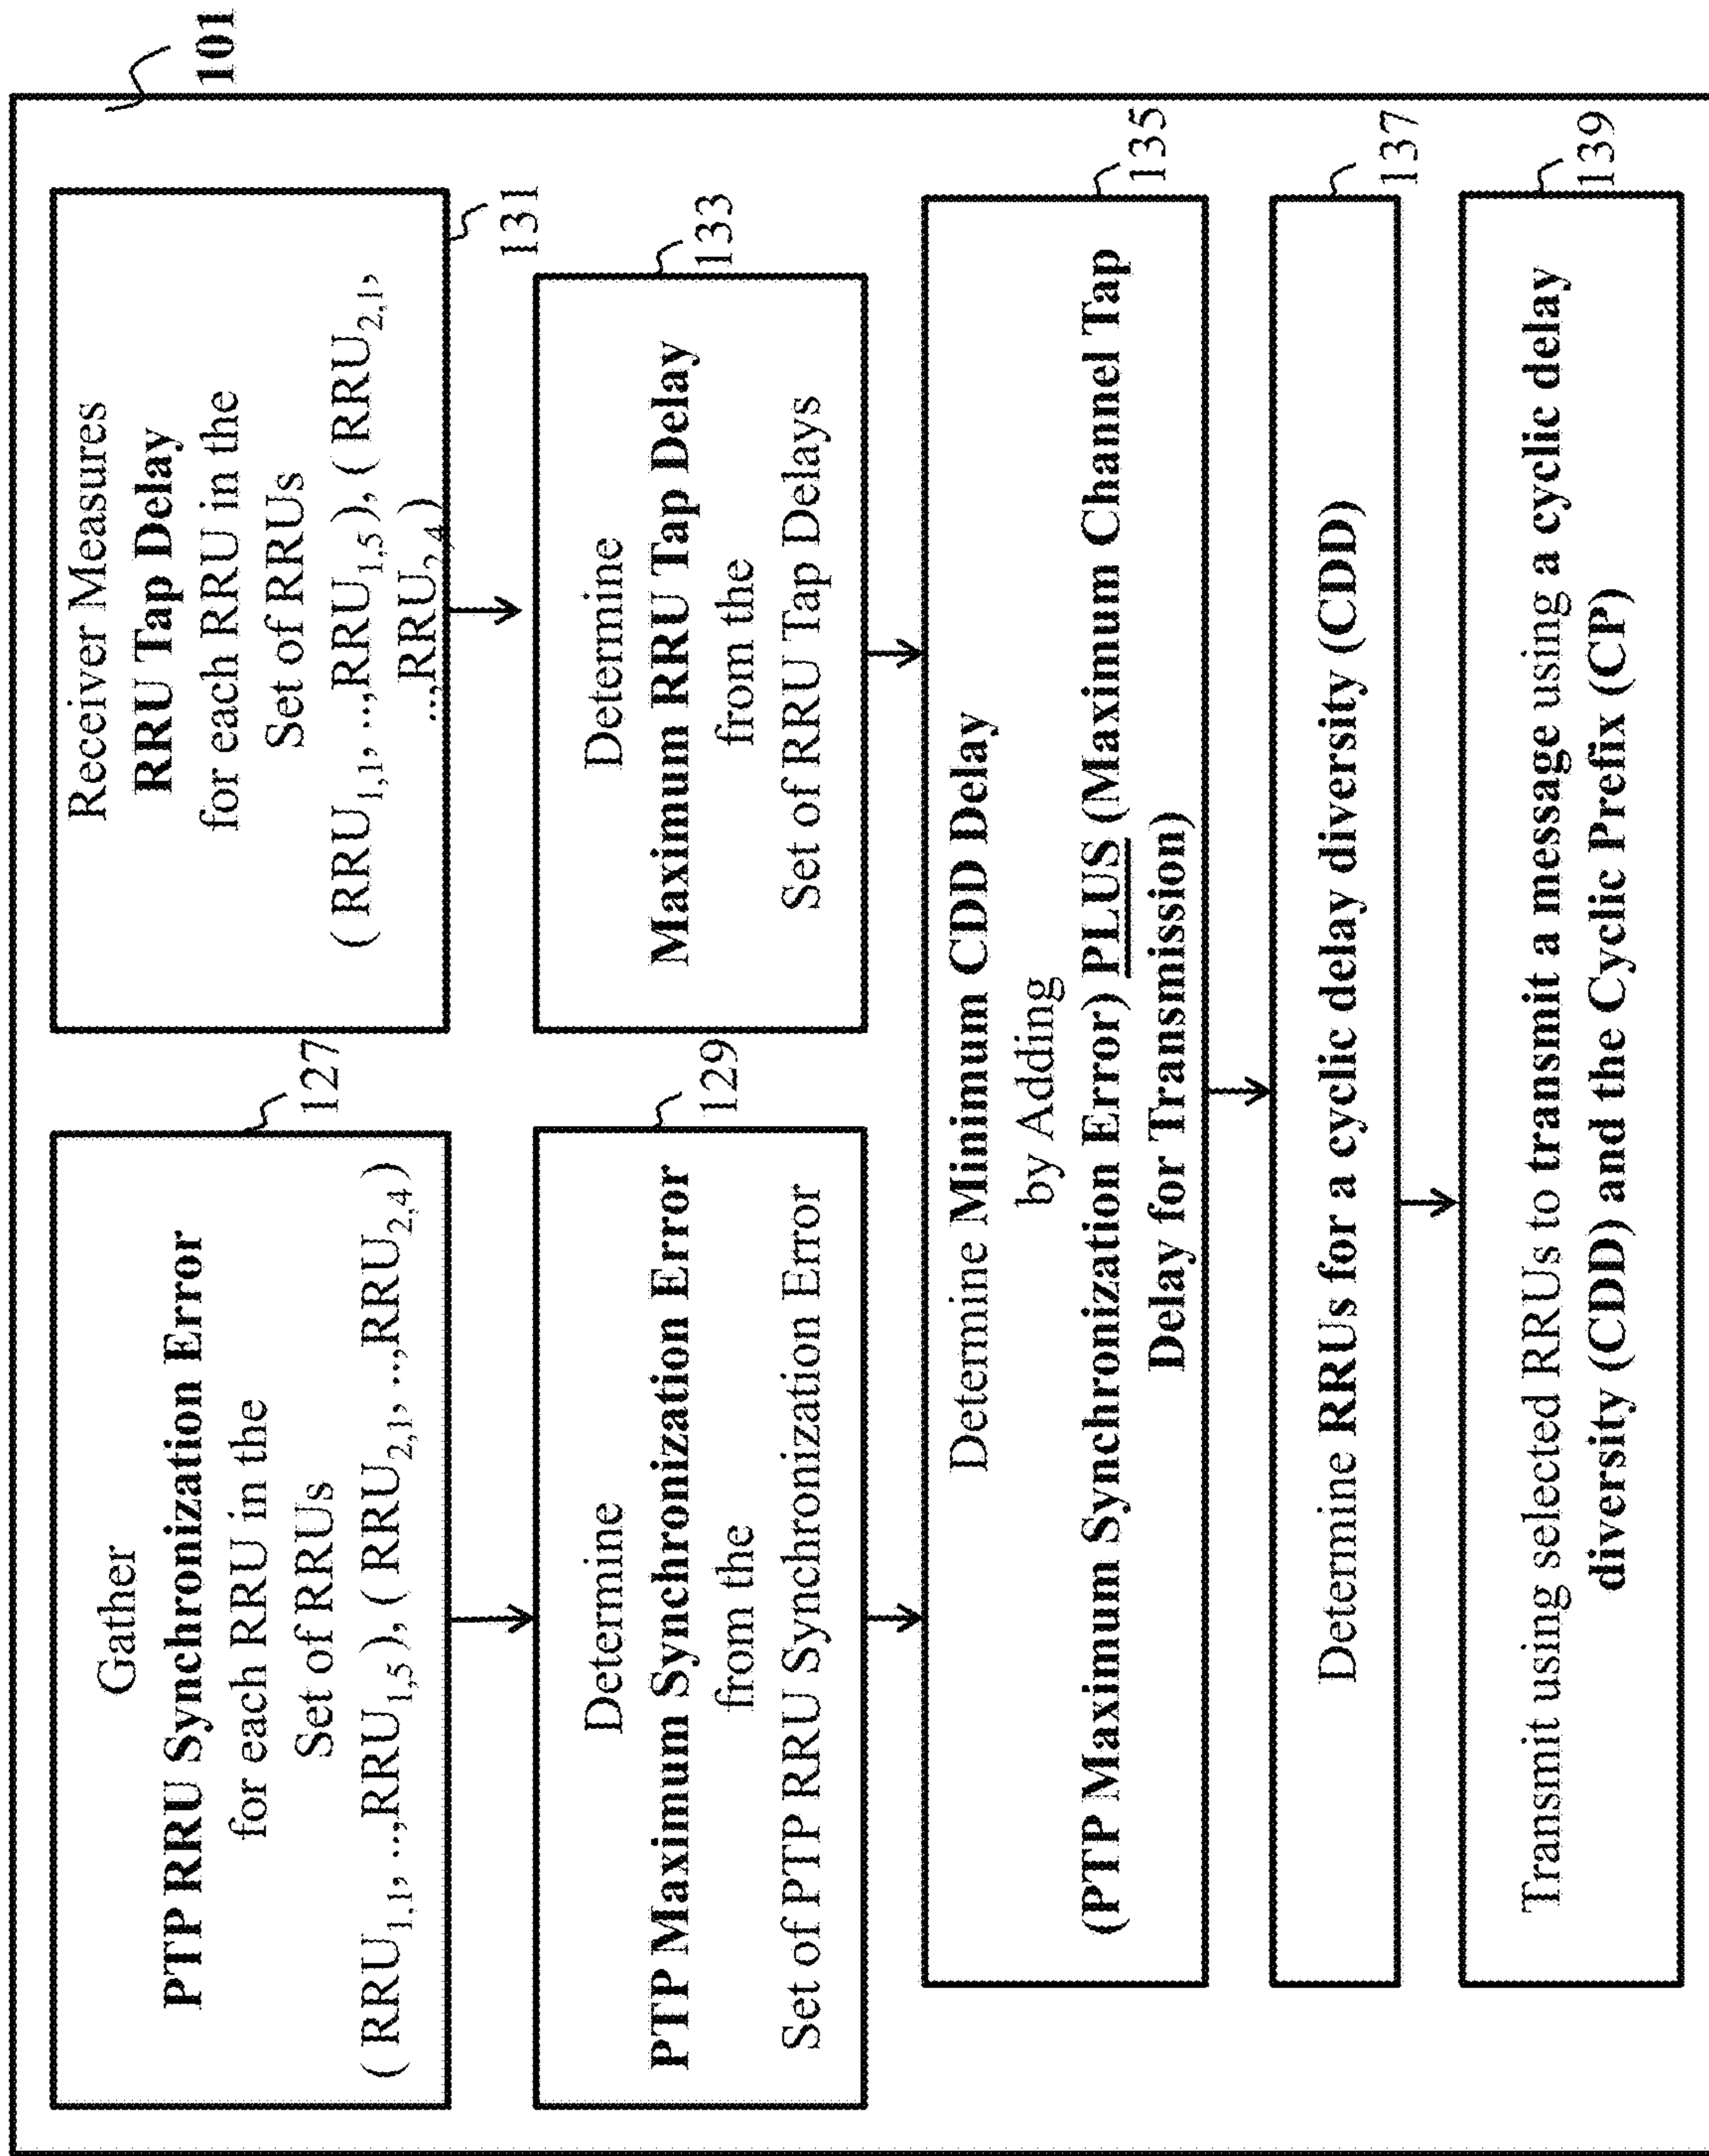 101
Gather
PTP RRU Synchronization Error
for each RRU in the
Set of RRUs
( RRU1,1, ..,RRU1,5), ( RRU2,1, ..,RRU2,4)
127
Receiver Measures
RRU Tap Delay
for each RRU in the
Set of RRUs
( RRU1,1, ..,RRU1,5), ( RRU2,1,
..,RRU2,4)
131
Determine
PTP Maximum Synchronization Error
from the
Set of PTP RRU Synchronization Error
129
Determine
Maximum RRU Tap Delay
from the
Set of RRU Tap Delays
133
Determine Minimum CDD Delay
by Adding
(PTP Maximum Synchronization Error) PLUS (Maximum Channel Tap
Delay for Transmission)
135
Determine RRUs for a cyclic delay diversity (CDD)
137
Transmit using selected RRUs to transmit a message using a cyclic delay
diversity (CDD) and the Cyclic Prefix (CP)
139